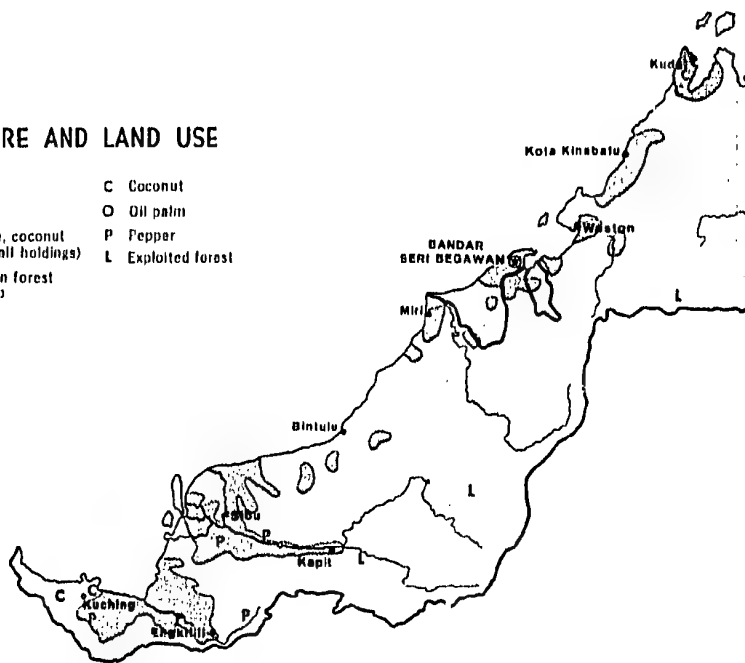 RE AND LAND USE
C Coconut
O Oil palm
, coconut
P Pepper
all holdings)
L Exploited forest
n forest
Kudat
Kota Kinabalu
Weston
BANDAR
SERI BEGAWAN
L
Miri
Bintulu
L
Sibu
P
P
Kapit
L
C
C
Kuching
P
P
Engkilili